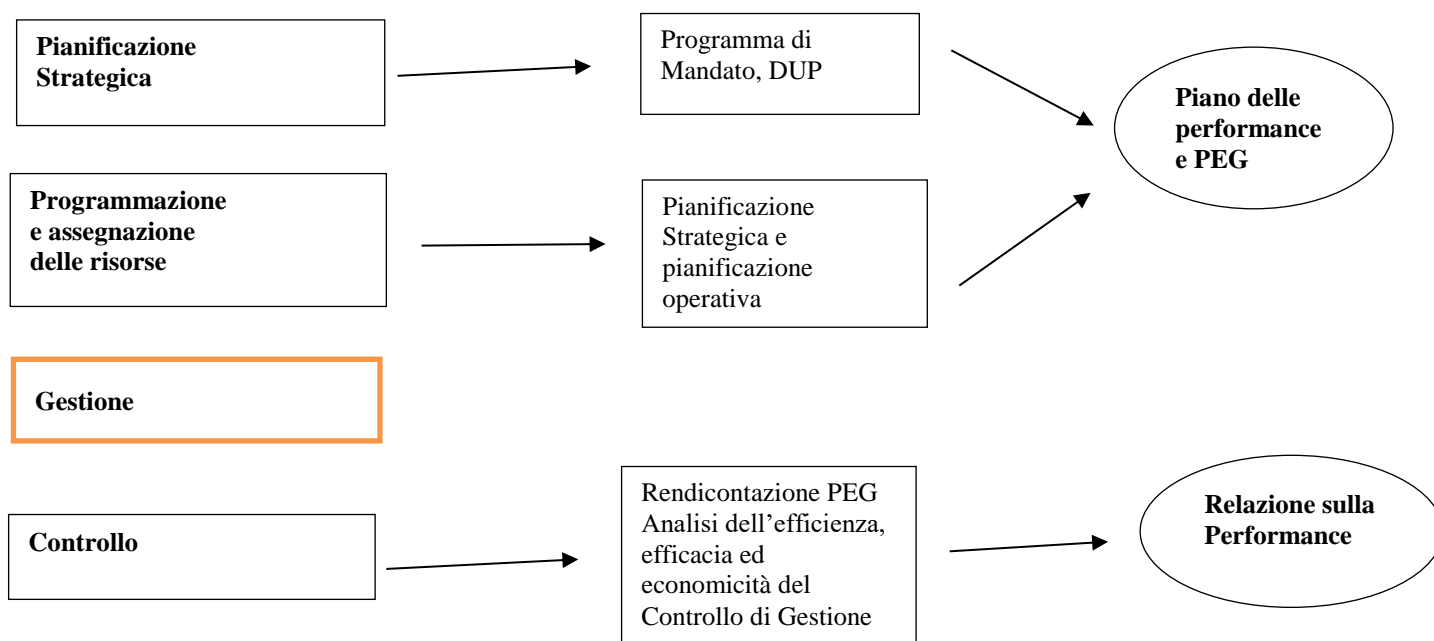 Pianificazione
Strategica
Programma di
Mandato, DUP
Piano delle
performance
e PEG
Programmazione
e assegnazione
delle risorse
Pianificazione
Strategica e
pianificazione
operativa
Gestione
Controllo
Rendicontazione PEG
Analisi dell’efficienza,
efficacia ed
economicità del
Controllo di Gestione
Relazione sulla
Performance